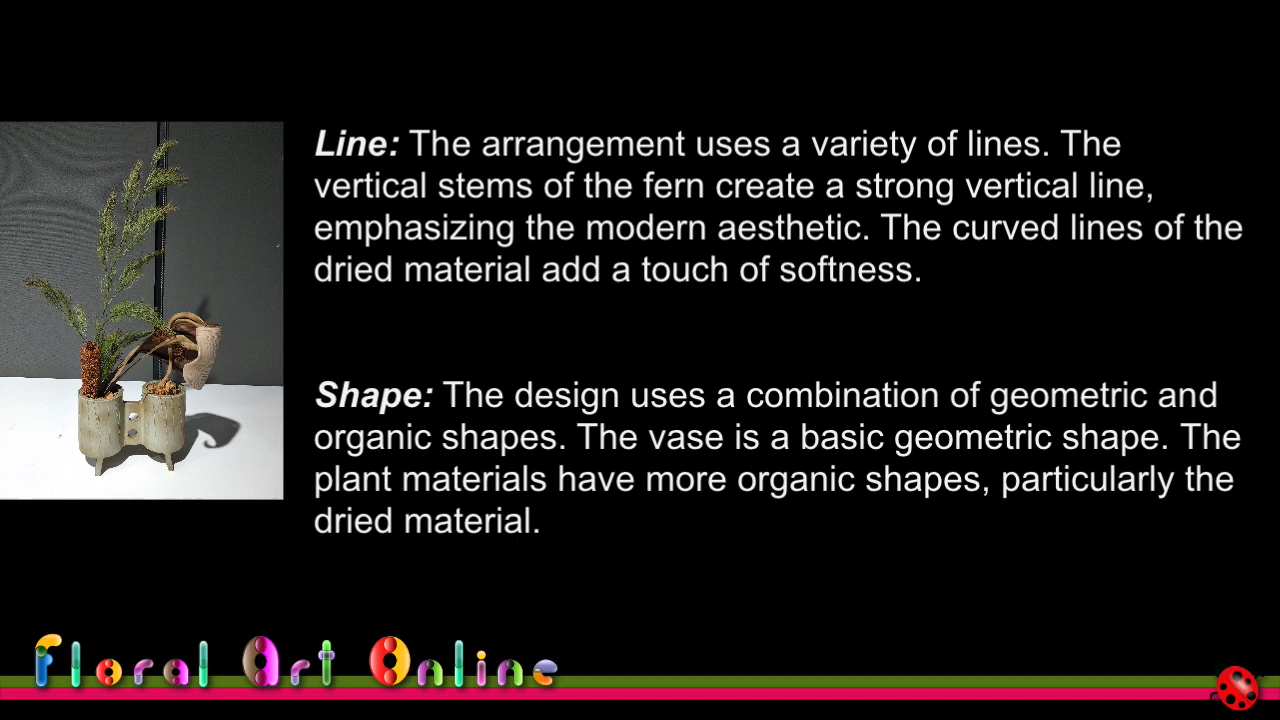 Line: The arrangement uses a variety of lines. The
vertical stems of the fern create a strong vertical line,
emphasizing the modern aesthetic. The curved lines of the
dried material add a touch of softness.
Shape: The design uses a combination of geometric and
organic shapes. The vase is a basic geometric shape. The
plant materials have more organic shapes, particularly the
dried material.
Floral Art Online